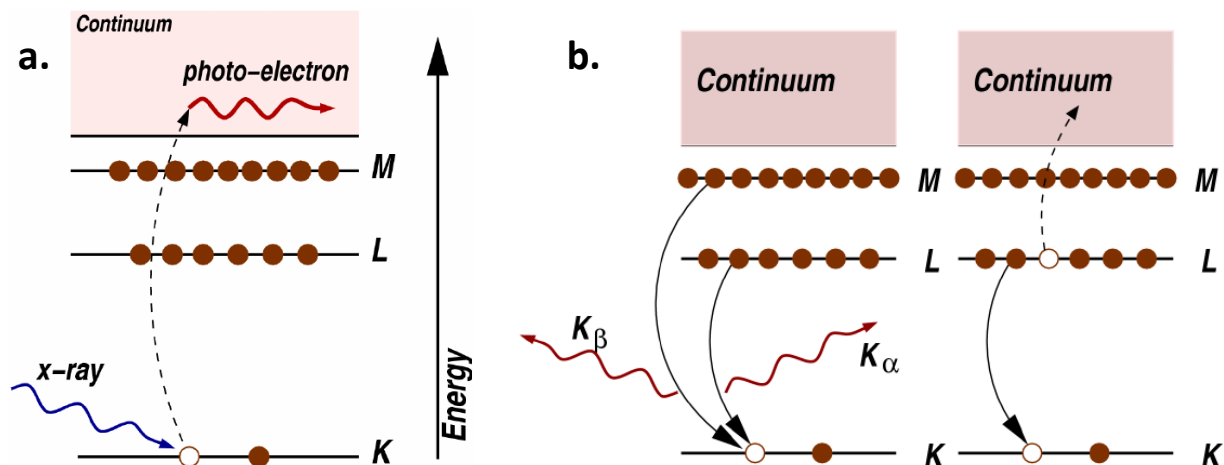 a.
Continuum
photo-electron
M
L
x-ray
K
Energy
b.
Continuum
M
L
Kβ
Kα
K
Continuum
M
L
K